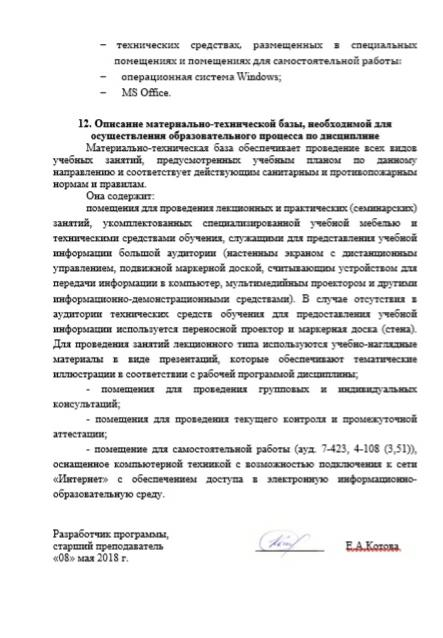 – технических средствах, размещенных в специальных
помещениях и помещениях для самостоятельной работы:
– операционная система Windows;
– MS Office.
12. Описание материально-технической базы, необходимой для
осуществления образовательного процесса по дисциплине
Материально-техническая база обеспечивает проведение всех видов
учебных занятий, предусмотренных учебным планом по данному
направлению и соответствует действующим санитарным и противопожарным
нормам и правилам.
Она содержит:
помещения для проведения лекционных и практических (семинарских)
занятий, укомплектованных специализированной учебной мебелью и
техническими средствами обучения, служащими для представления учебной
информации большой аудитории (настенным экраном с дистанционным
управлением, подвижной маркерной доской, считывающим устройством для
передачи информации в компьютер, мультимедийным проектором и другими
информационно-демонстрационными средствами). В случае отсутствия в
аудитории технических средств обучения для предоставления учебной
информации используется переносной проектор и маркерная доска (стена).
Для проведения занятий лекционного типа используются учебно-наглядные
материалы в виде презентаций, которые обеспечивают тематические
иллюстрации в соответствии с рабочей программой дисциплины;
- помещения для проведения групповых и индивидуальных
консультаций;
- помещения для проведения текущего контроля и промежуточной
аттестации;
- помещение для самостоятельной работы (ауд. 7-423, 4-108 (3,51)),
оснащенное компьютерной техникой с возможностью подключения к сети
«Интернет» с обеспечением доступа в электронную информационно-
образовательную среду.
Разработчик программы,
старший преподаватель Е.А.Котова
«08» мая 2018 г.